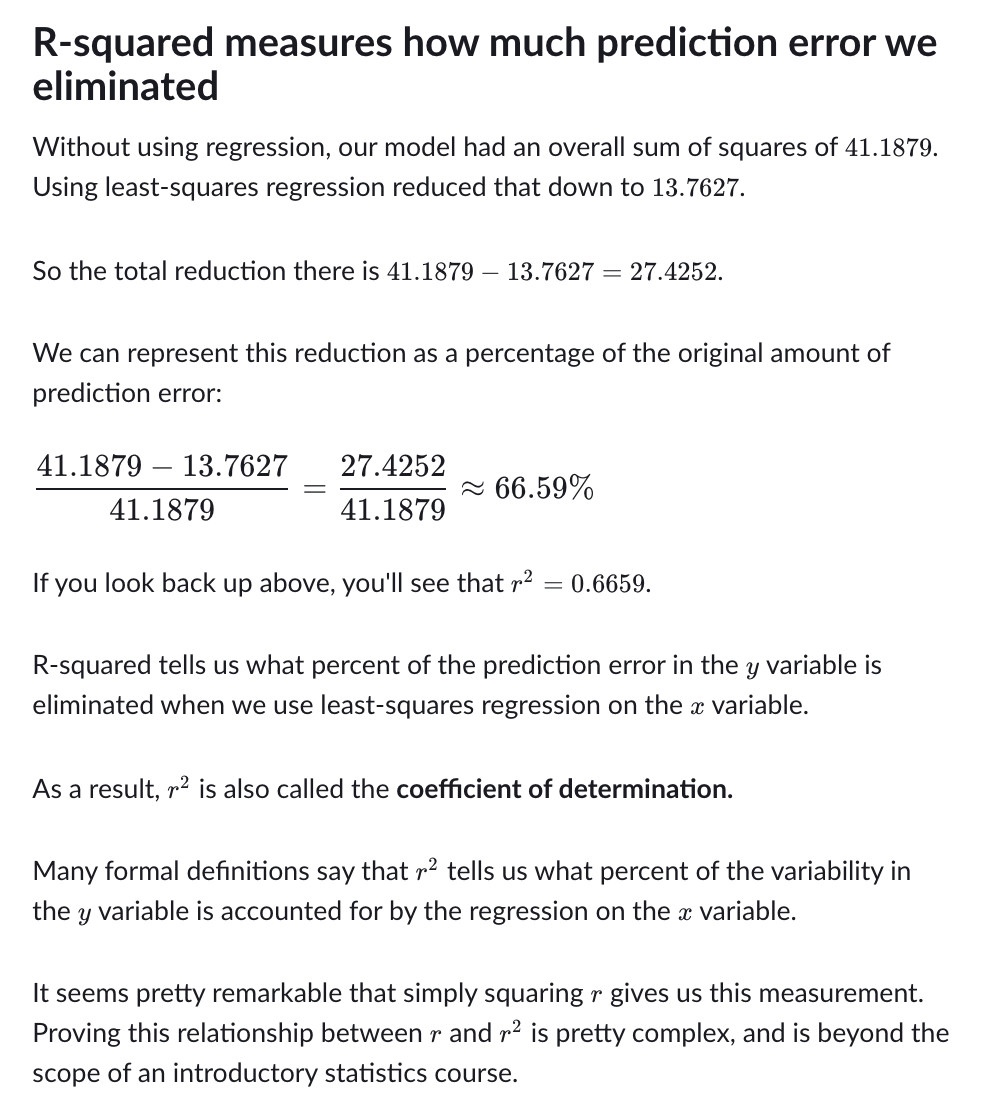 R-squared measures how much prediction error we
eliminated
Without using regression, our model had an overall sum of squares of 41.1879.
Using least-squares regression reduced that down to 13.7627.
So the total reduction there is 41.1879 − 13.7627 = 27.4252.
We can represent this reduction as a percentage of the original amount of
prediction error:
41.1879 − 13.7627 / 41.1879 = 27.4252 / 41.1879 ≈ 66.59%
If you look back up above, you'll see that r² = 0.6659.
R-squared tells us what percent of the prediction error in the y variable is
eliminated when we use least-squares regression on the x variable.
As a result, r² is also called the coefficient of determination.
Many formal definitions say that r² tells us what percent of the variability in
the y variable is accounted for by the regression on the x variable.
It seems pretty remarkable that simply squaring r gives us this measurement.
Proving this relationship between r and r² is pretty complex, and is beyond the
scope of an introductory statistics course.